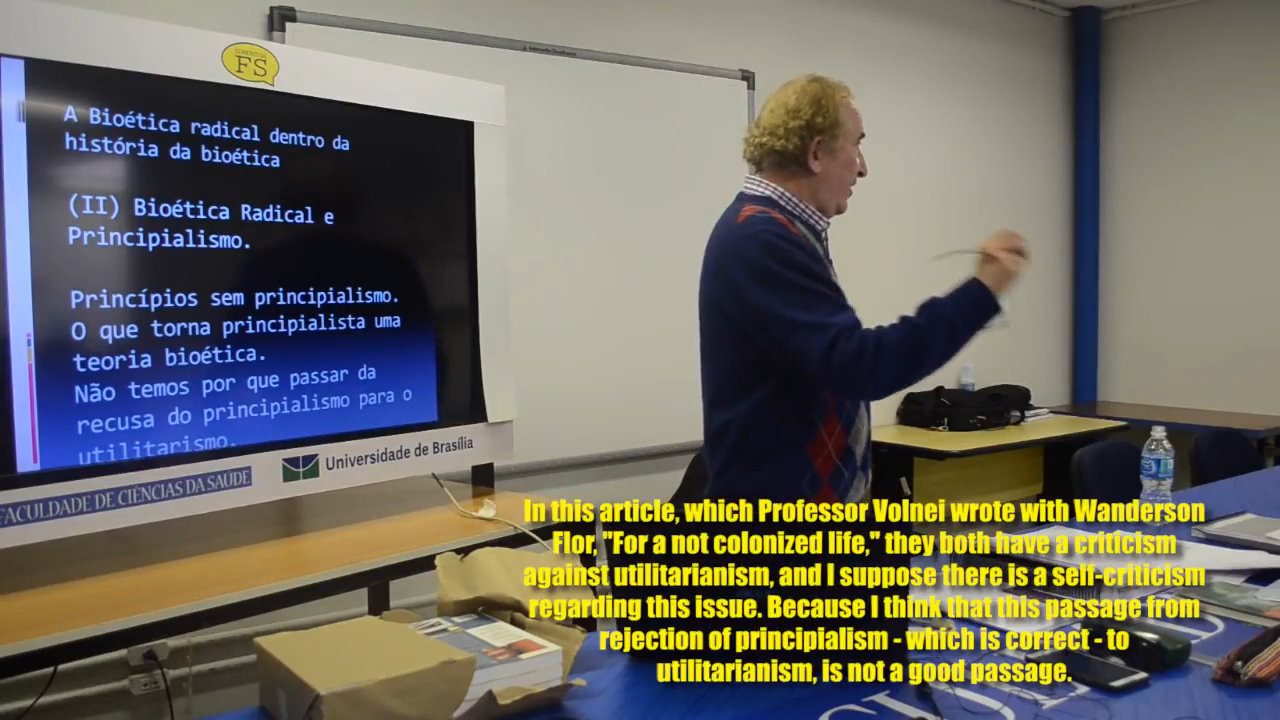 COMUNICA
FS
A Bioética radical dentro da
história da bioética
(II) Bioética Radical e
Principialismo.
Princípios sem principialismo.
O que torna principialista uma
teoria bioética.
Não temos por que passar da
recusa do principialismo para o
utilitarismo.
FACULDADE DE CIÊNCIAS DA SAÚDE
Universidade de Brasília
In this article, which Professor Volnei wrote with Wanderson
Flor, "For a not colonized life," they both have a criticism
against utilitarianism, and I suppose there is a self-criticism
regarding this issue. Because I think that this passage from
rejection of principialism - which is correct - to
utilitarianism, is not a good passage.